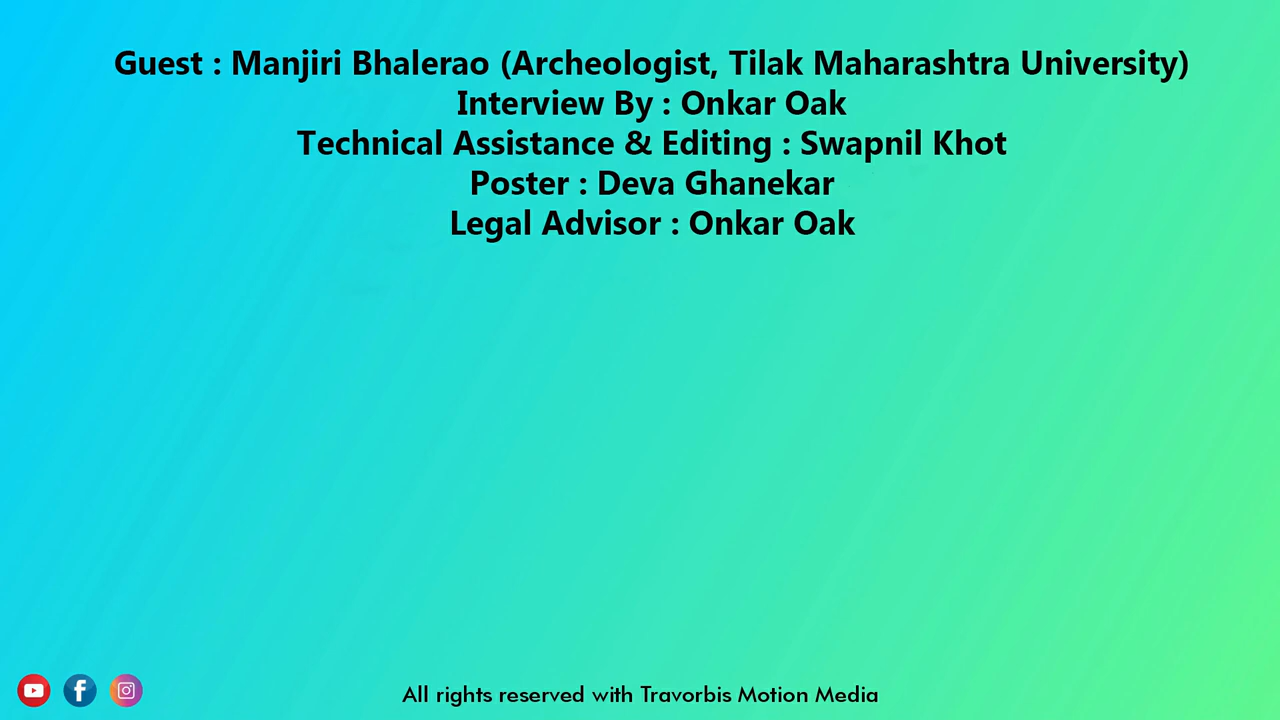 Guest : Manjiri Bhalerao (Archeologist, Tilak Maharashtra University)
Interview By : Onkar Oak
Technical Assistance & Editing : Swapnil Khot
Poster : Deva Ghanekar
Legal Advisor : Onkar Oak
All rights reserved with Travorbis Motion Media